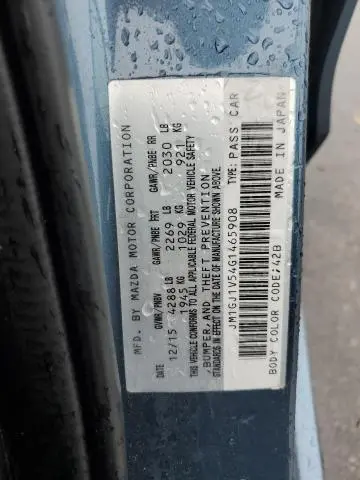 MFD. BY MAZDA MOTOR CORPORATION
GVWR/PNBV GAWR/PNBE FRT GAWR/PNBE RR
12/15 4288 LB 2269 LB 2030 LB
1945 KG 1029 KG 921 KG
THIS VEHICLE CONFORMS TO ALL APPLICABLE FEDERAL MOTOR VEHICLE SAFETY
,BUMPER,AND THEFT PREVENTION
STANDARDS IN EFFECT ON THE DATE OF MANUFACTURE SHOWN ABOVE.
JM1GJ1V54G1465908 TYPE:PASS CAR
BODY COLOR CODE;42B MADE IN JAPAN